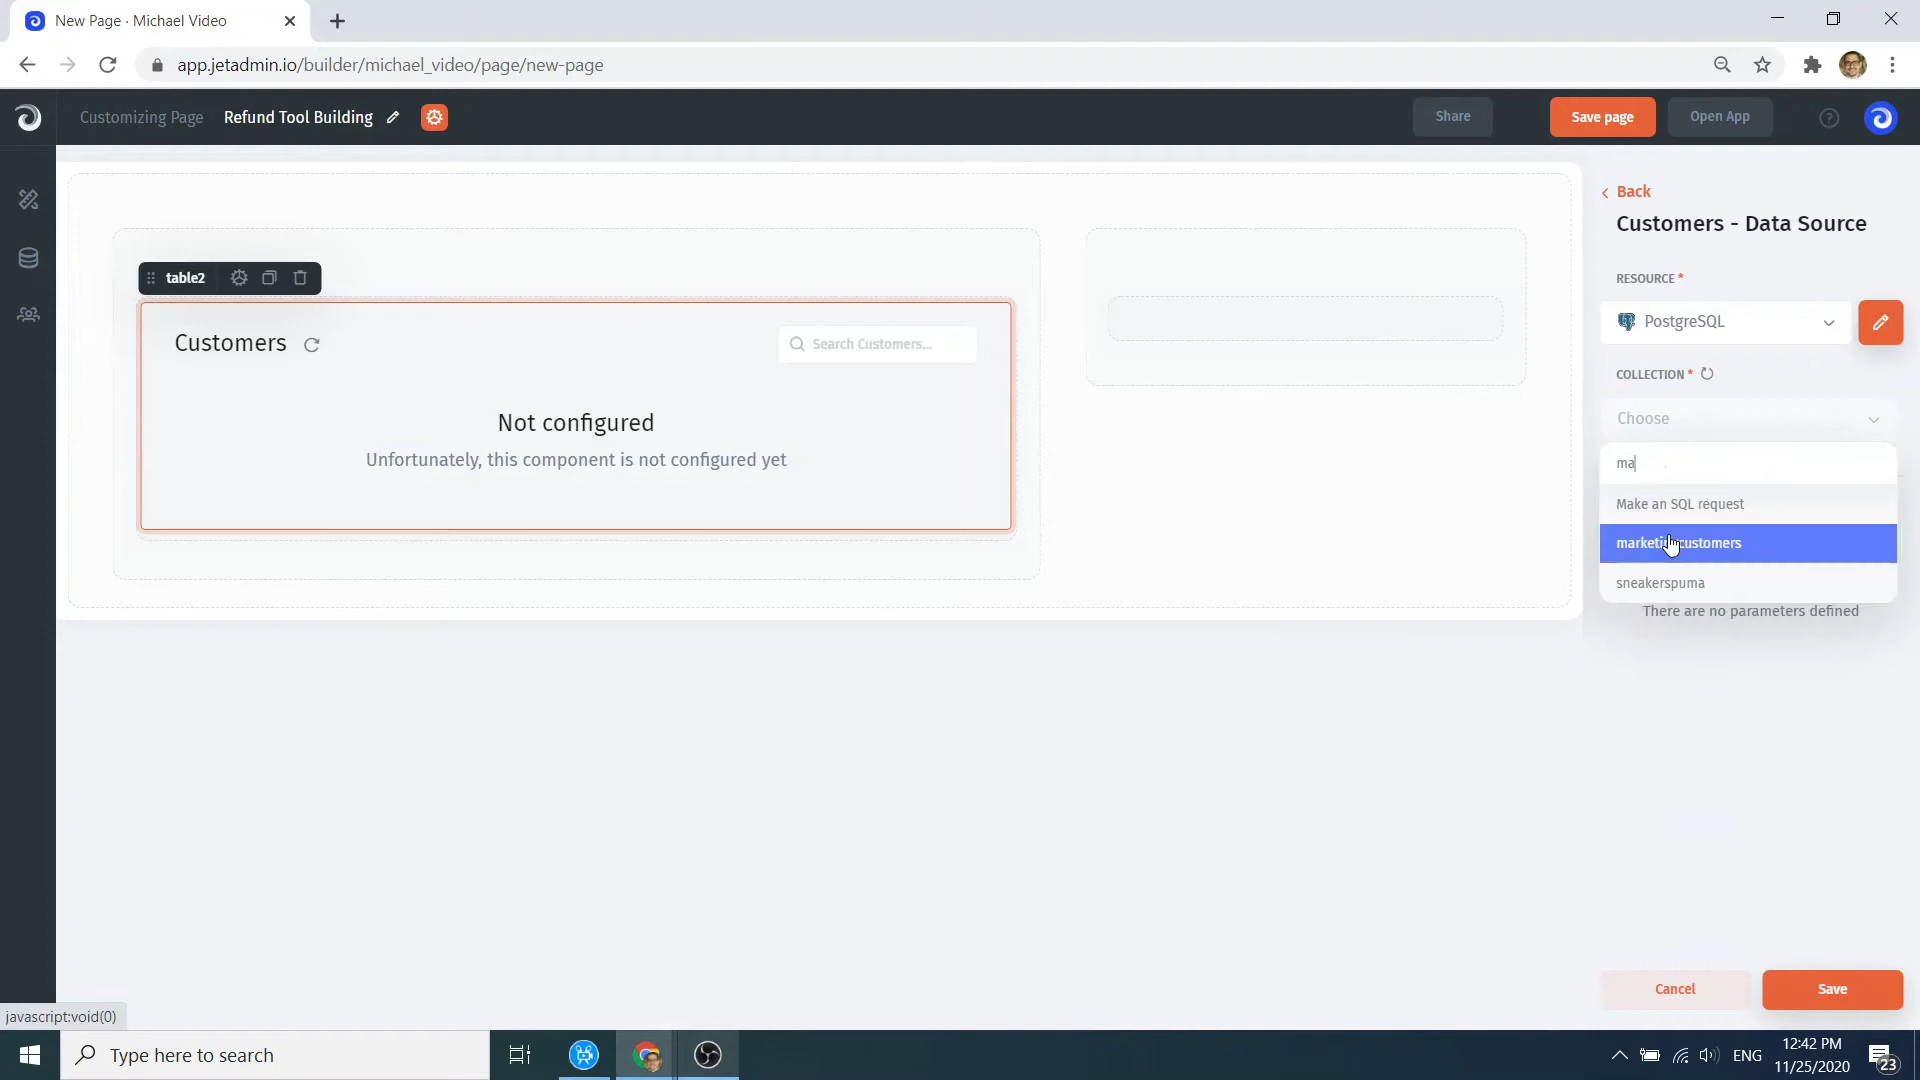 New Page · Michael Video
app.jetadmin.io/builder/michael_video/page/new-page
Customizing Page Refund Tool Building
Share
Save page
Open App
Back
Customers - Data Source
RESOURCE *
PostgreSQL
COLLECTION *
Choose
ma
Make an SQL request
customers
sneakerspuma
There are no parameters defined
table2
Customers
Search Customers...
Not configured
Unfortunately, this component is not configured yet
Cancel
Save
javascript:void(0)
Type here to search
ENG
12:42 PM
11/25/2020
23